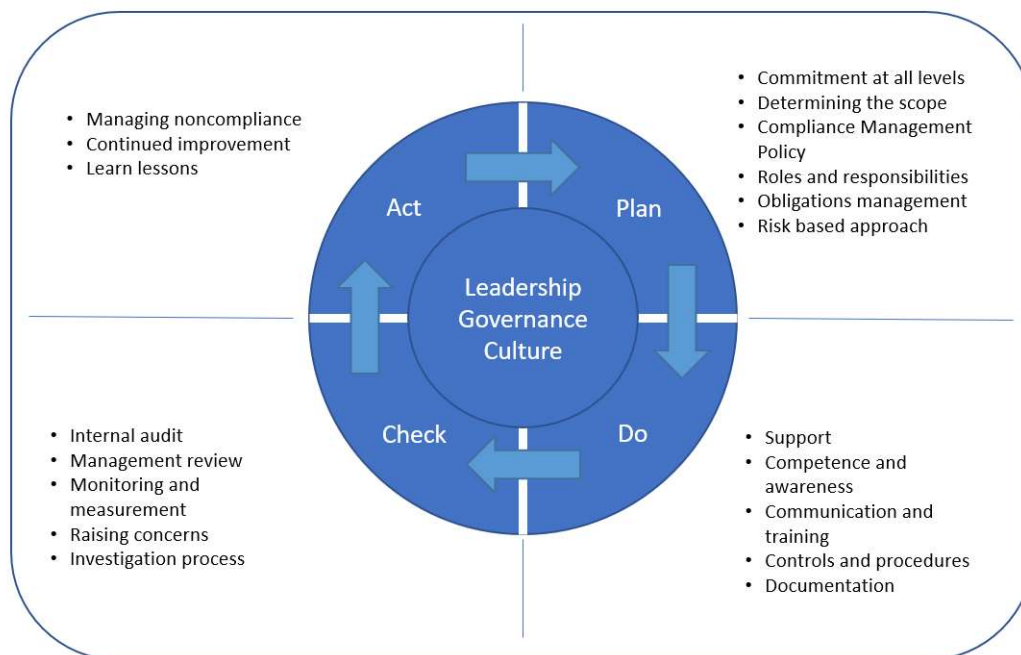 • Managing noncompliance
• Continued improvement
• Learn lessons
• Commitment at all levels
• Determining the scope
• Compliance Management
Policy
• Roles and responsibilities
• Obligations management
• Risk based approach
Act
Plan
Leadership
Governance
Culture
Check
Do
• Internal audit
• Management review
• Monitoring and
measurement
• Raising concerns
• Investigation process
• Support
• Competence and
awareness
• Communication and
training
• Controls and procedures
• Documentation